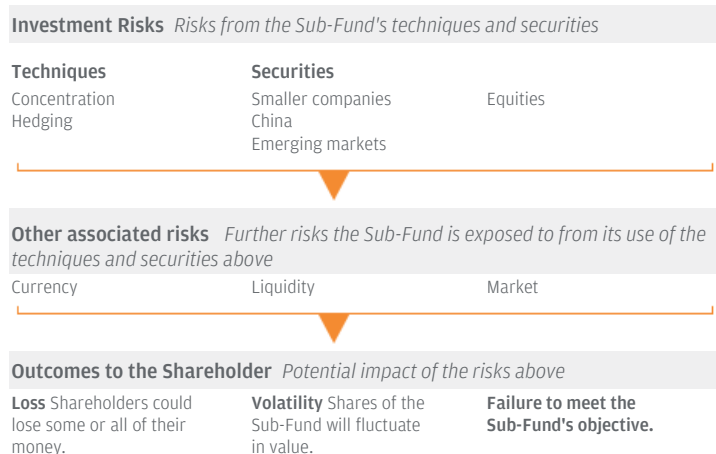 Investment Risks Risks from the Sub-Fund's techniques and securities
Techniques Securities
Concentration Smaller companies Equities
Hedging China
Emerging markets
Other associated risks Further risks the Sub-Fund is exposed to from its use of the
techniques and securities above
Currency Liquidity Market
Outcomes to the Shareholder Potential impact of the risks above
Loss Shareholders could
lose some or all of their
money.
Volatility Shares of the
Sub-Fund will fluctuate
in value.
Failure to meet the
Sub-Fund's objective.